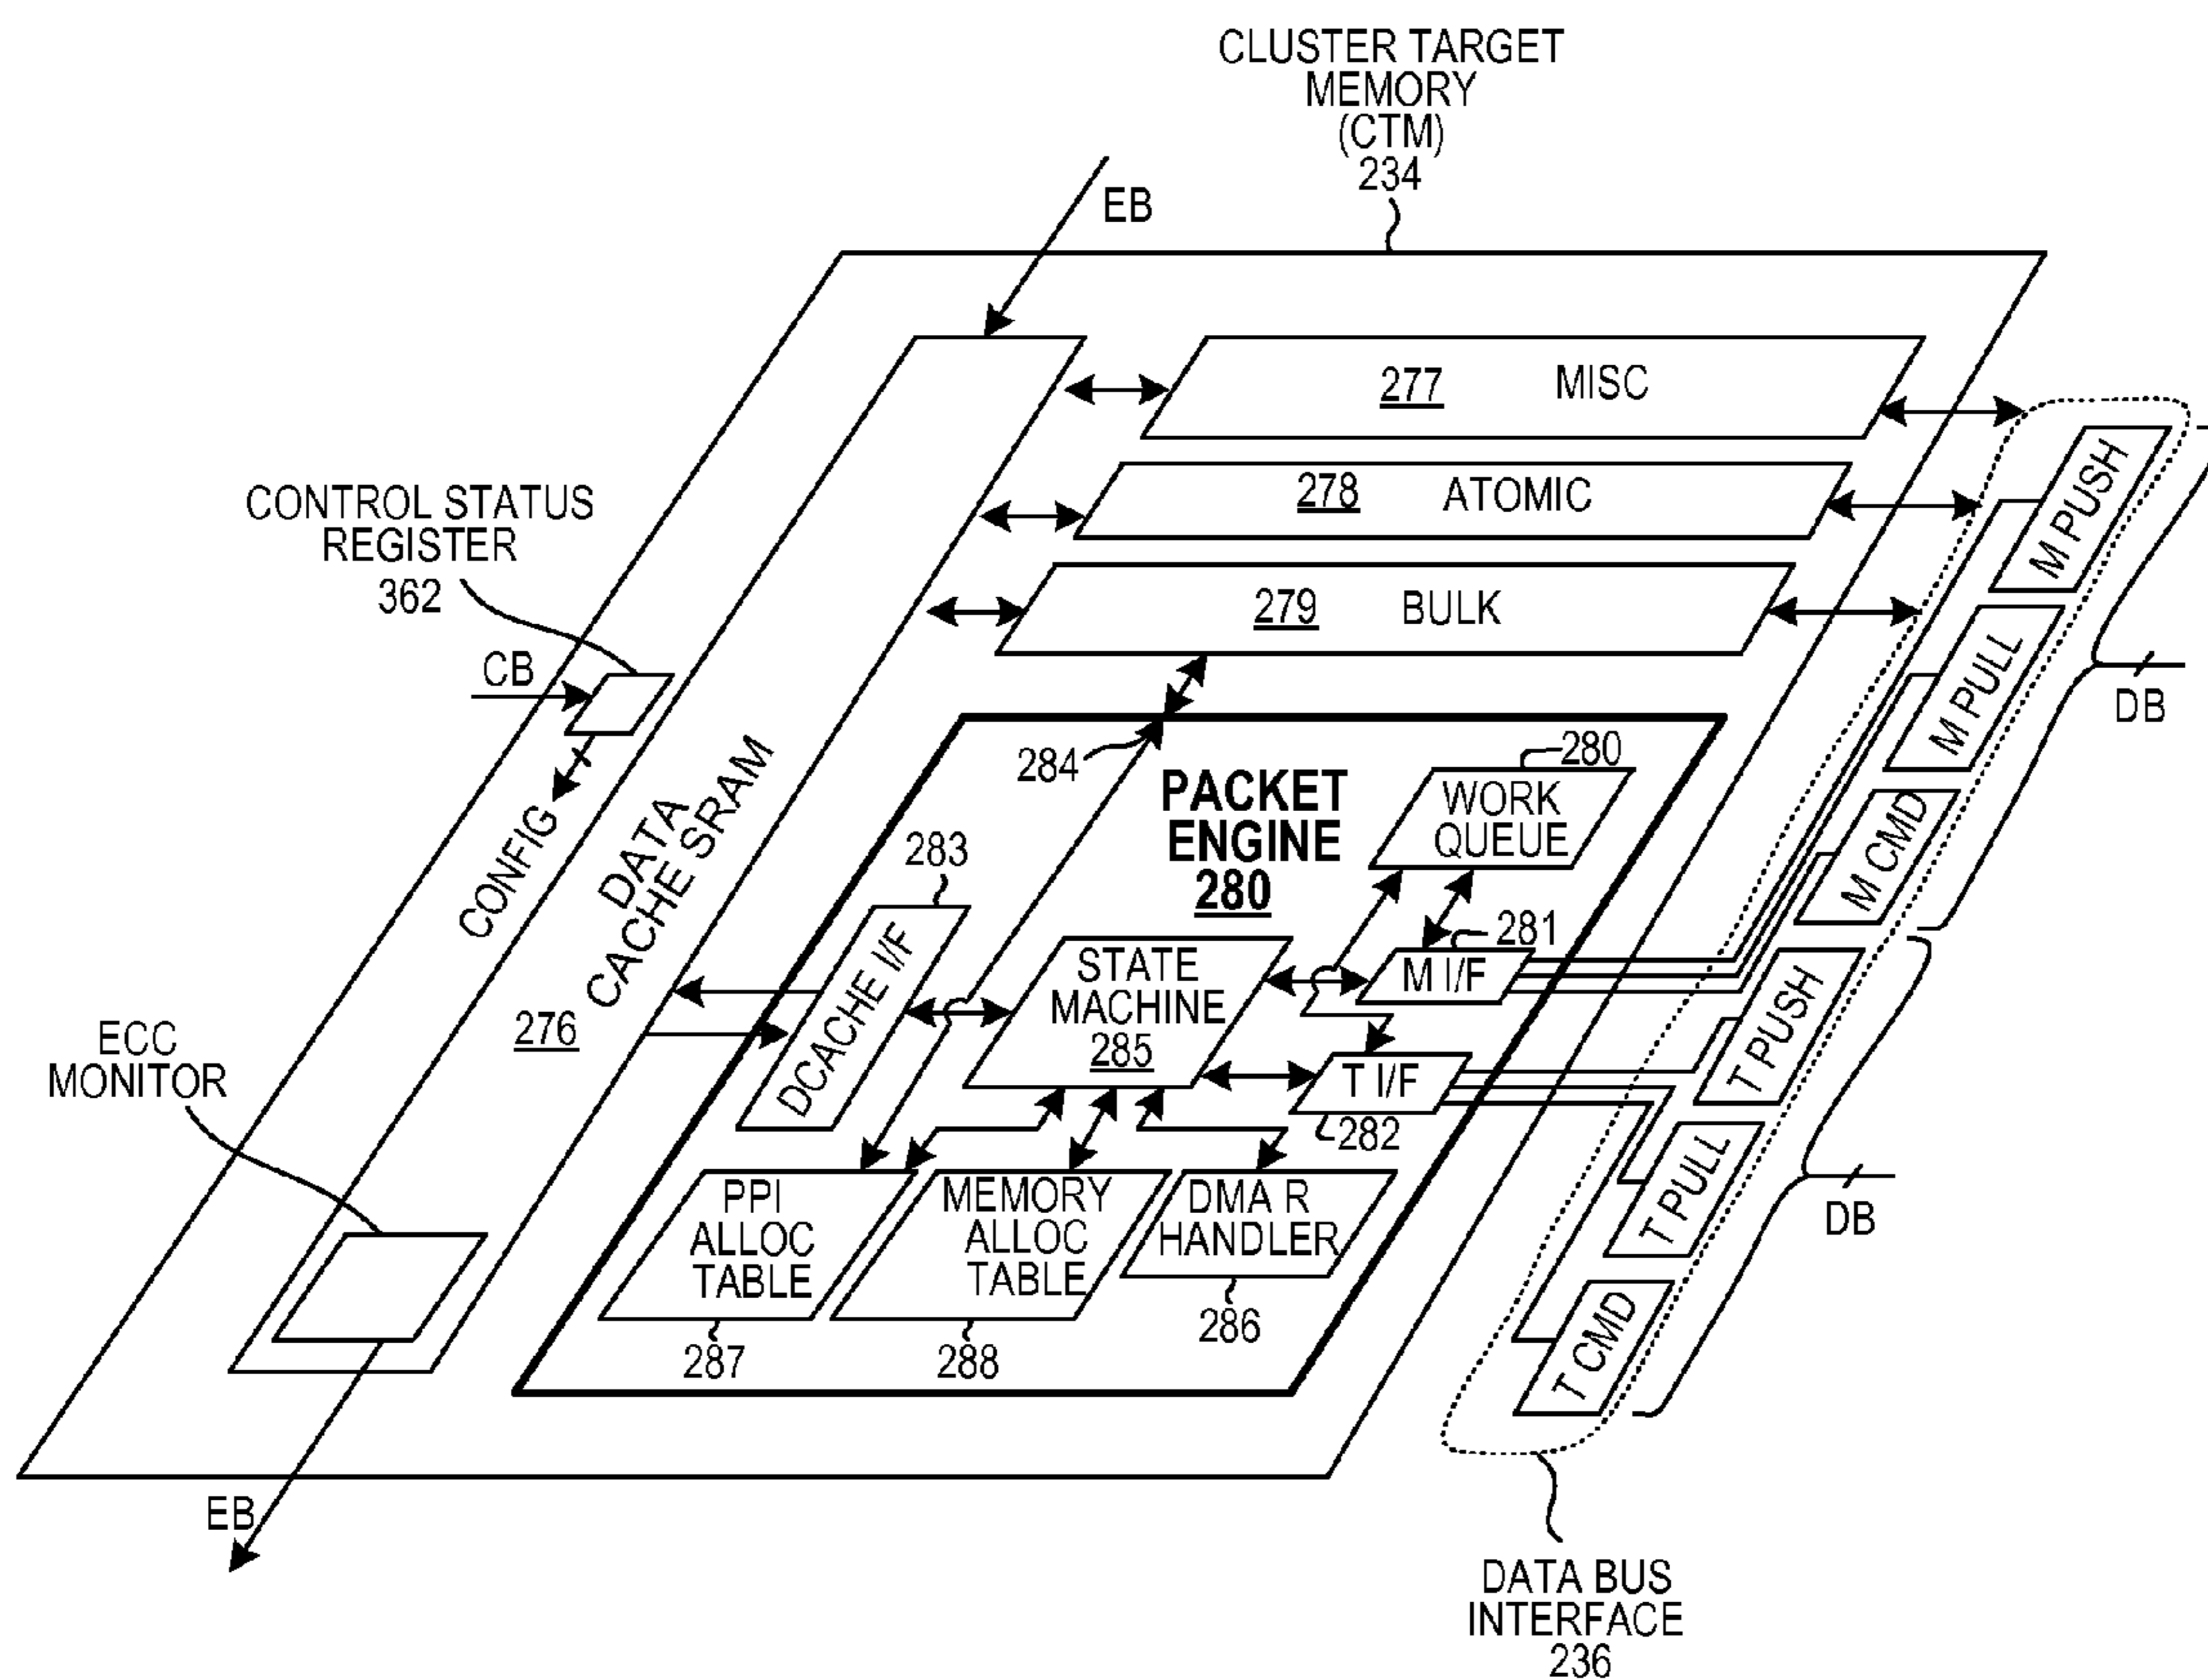 CLUSTER TARGET
MEMORY
(CTM)
234
EB
277 MISC
278 ATOMIC
279 BULK
CONTROL STATUS
REGISTER
362
CB
CONFIG
DATA
CACHE SRAM
276
ECC
MONITOR
EB
284
PACKET
ENGINE
280
280
WORK
QUEUE
283
DCACHE I/F
STATE
MACHINE
285
281
M I/F
T I/F
282
PPI
ALLOC
TABLE
287
MEMORY
ALLOC
TABLE
288
DMA R
HANDLER
286
M PUSH
M PULL
M CMD
DB
T PUSH
T PULL
T CMD
DB
DATA BUS
INTERFACE
236